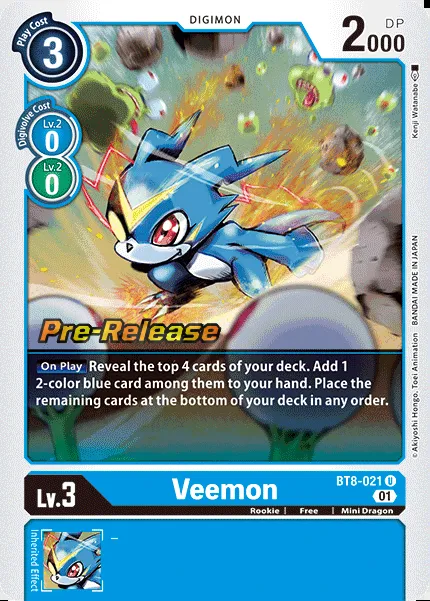 DIGIMON
Play Cost
3
DP
2000
Digivolve Cost
Lv.2
0
Lv.2
0
Kenji Watanabe
Pre-Release
On Play Reveal the top 4 cards of your deck. Add 1
2-color blue card among them to your hand. Place the
remaining cards at the bottom of your deck in any order.
©Akiyoshi Hongo, Toei Animation BANDAI MADE IN JAPAN
Lv.3
Veemon
BT8-021 U
01
Rookie | Free | Mini Dragon
Inherited Effect
–